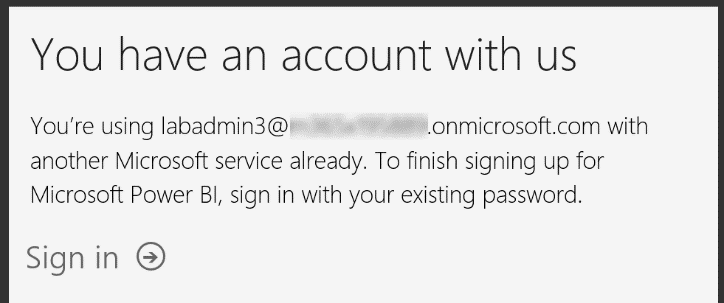 You have an account with us
You’re using labadmin3@ .onmicrosoft.com with
another Microsoft service already. To finish signing up for
Microsoft Power BI, sign in with your existing password.
Sign in